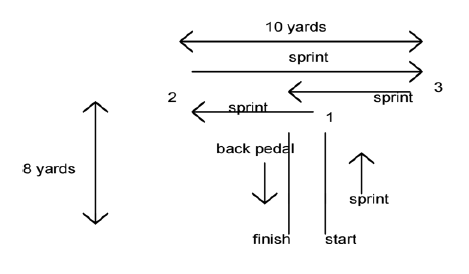 10 yards
sprint
2
3
sprint
sprint
1
back pedal
8 yards
sprint
finish
start